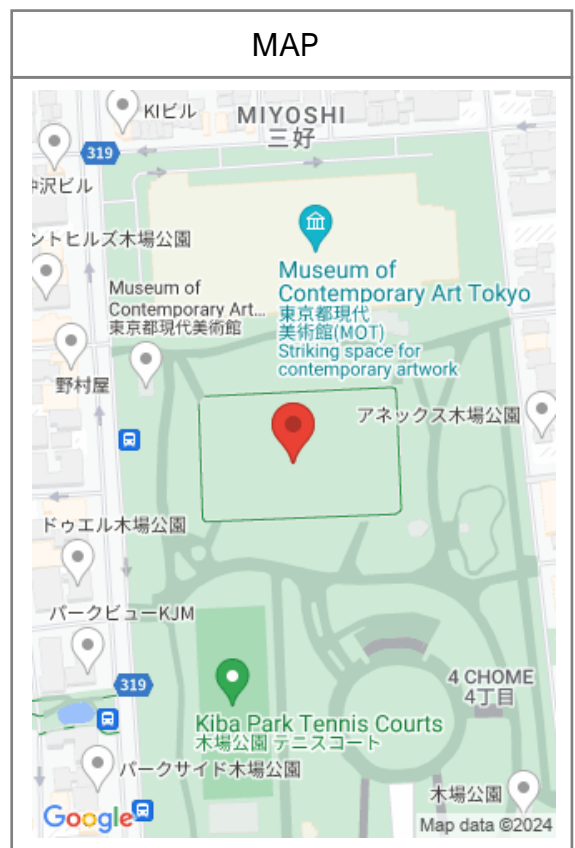 MAP
KIビル
MIYOSHI
三好
319
沢ビル
ントヒルズ木場公園
Museum of
Contemporary Art Tokyo
東京都現代
美術館(MOT)
Striking space for
contemporary artwork
Museum of
Contemporary Art...
東京都現代美術館
野村屋
アネックス木場公園
ドゥエル木場公園
パークビューKJM
319
4 CHOME
4丁目
Kiba Park Tennis Courts
木場公園 テニスコート
パークサイド木場公園
木場公園
Google
Map data ©2024